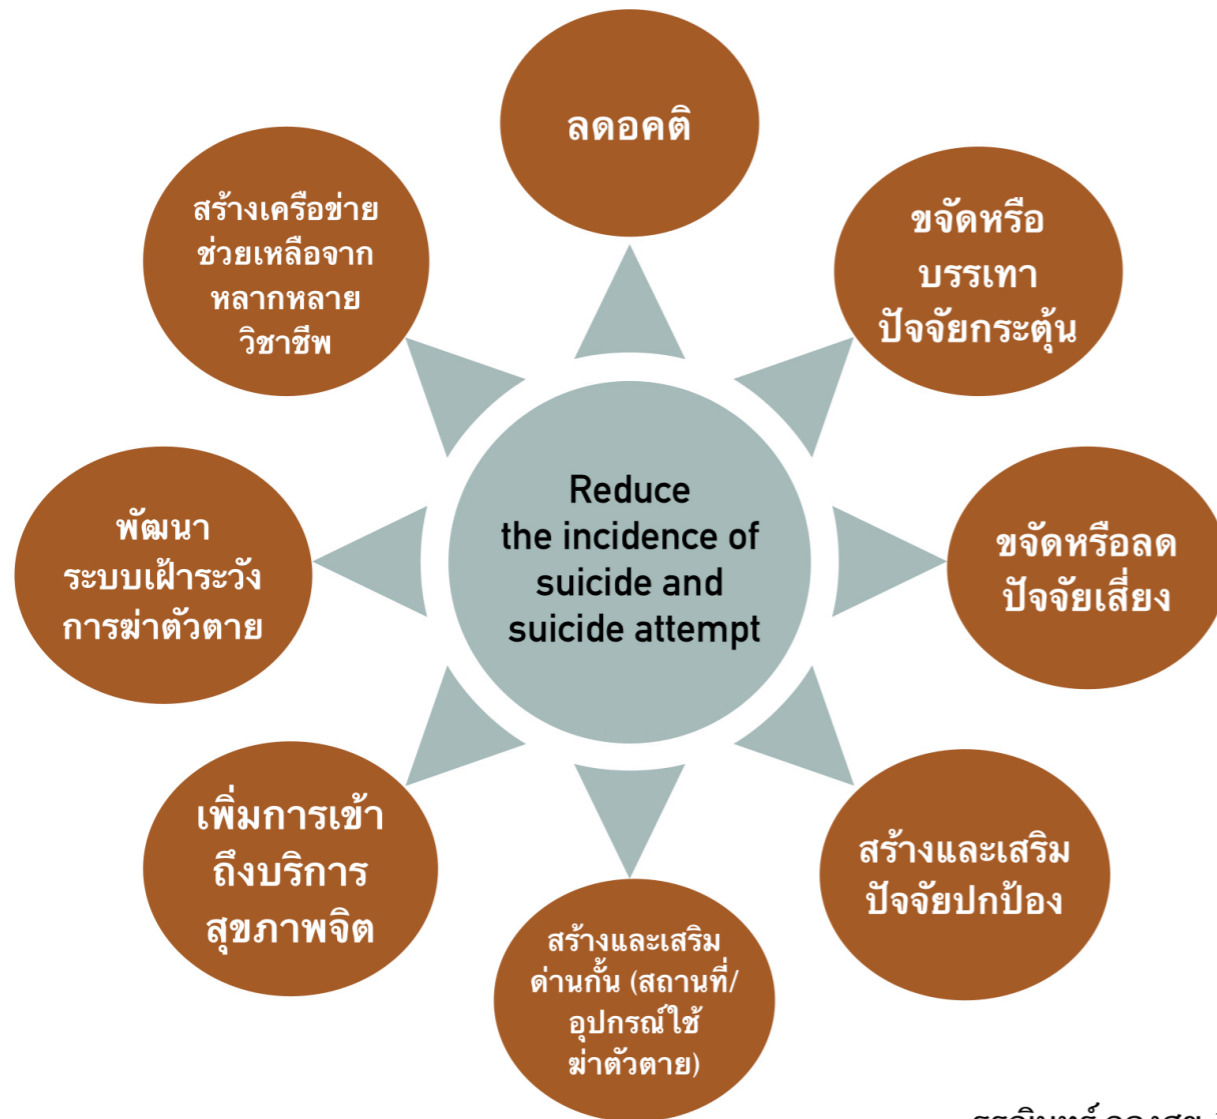 ลดอคติ
ขจัดหรือ
บรรเทา
ปัจจัยกระตุ้น
ขจัดหรือลด
ปัจจัยเสี่ยง
สร้างและเสริม
ปัจจัยปกป้อง
สร้างและเสริม
ด่านกั้น (สถานที่/
อุปกรณ์ใช้
ฆ่าตัวตาย)
เพิ่มการเข้า
ถึงบริการ
สุขภาพจิต
พัฒนา
ระบบเฝ้าระวัง
การฆ่าตัวตาย
สร้างเครือข่าย
ช่วยเหลือจาก
หลากหลาย
วิชาชีพ
Reduce
the incidence of
suicide and
suicide attempt